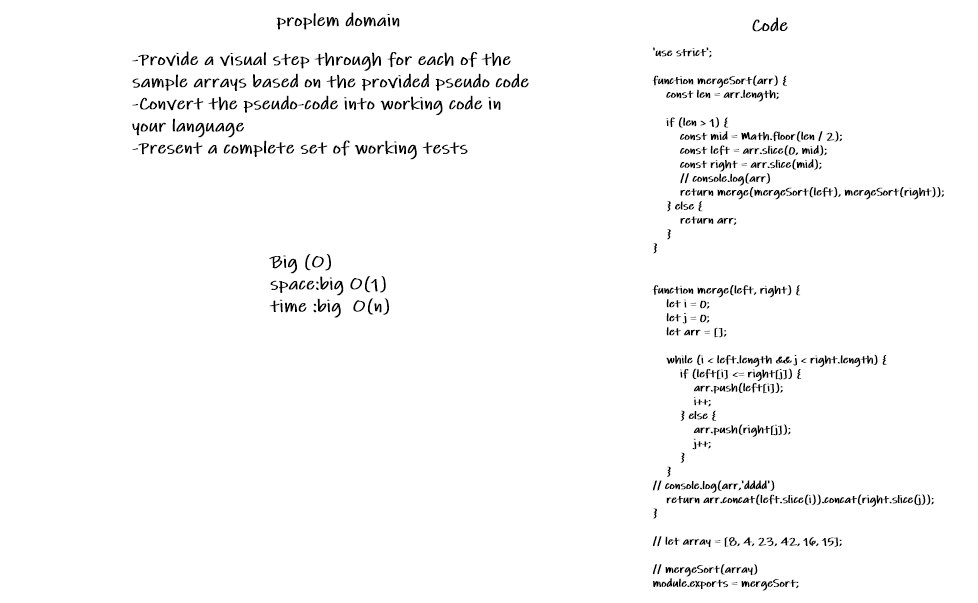 proplem domain
-Provide a visual step through for each of the
sample arrays based on the provided pseudo code
-Convert the pseudo-code into working code in
your language
-Present a complete set of working tests
Big (O)
space:big O(1)
time :big O(n)
Code
'use strict';
function mergeSort(arr) {
const len = arr.length;
if (len > 1) {
const mid = Math.floor(len / 2);
const left = arr.slice(0, mid);
const right = arr.slice(mid);
// console.log(arr)
return merge(mergeSort(left), mergeSort(right));
} else {
return arr;
}
}
function merge(left, right) {
let i = 0;
let j = 0;
let arr = [];
while (i < left.length && j < right.length) {
if (left[i] <= right[j]) {
arr.push(left[i]);
i++;
} else {
arr.push(right[j]);
j++;
}
}
// console.log(arr,'dddd')
return arr.concat(left.slice(i)).concat(right.slice(j));
}
// let array = [8, 4, 23, 42, 16, 15];
// mergeSort(array)
module.exports = mergeSort;